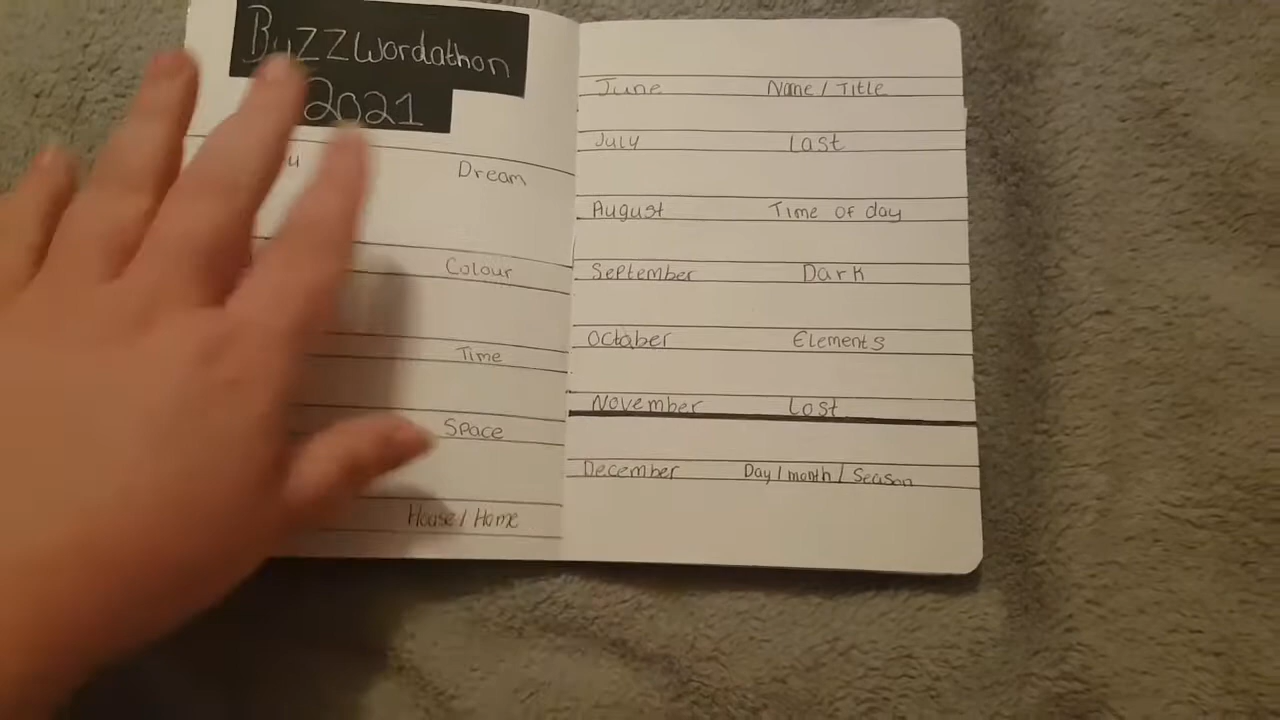 BuzzWordathon
2021
Dream
Colour
Time
Space
House / Home
June Name / Title
July Last
August Time of day
September Dark
October Elements
November Lost
December Day / month / Season